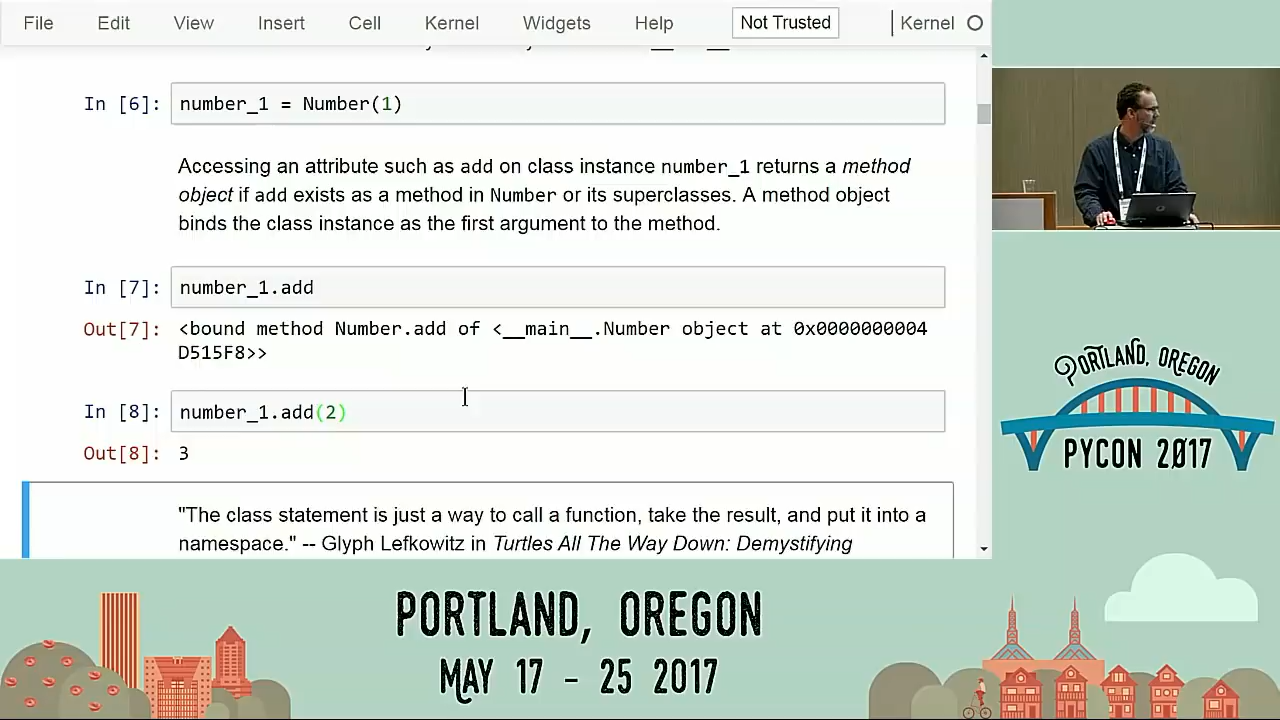 File Edit View Insert Cell Kernel Widgets Help Not Trusted Kernel
In [6]: number_1 = Number(1)
Accessing an attribute such as add on class instance number_1 returns a method
object if add exists as a method in Number or its superclasses. A method object
binds the class instance as the first argument to the method.
In [7]: number_1.add
Out[7]: <bound method Number.add of <__main__.Number object at 0x0000000004
D515F8>>
In [8]: number_1.add(2)
Out[8]: 3
"The class statement is just a way to call a function, take the result, and put it into a
namespace." -- Glyph Lefkowitz in Turtles All The Way Down: Demystifying
PORTLAND, OREGON
PYCON 2017
PORTLAND, OREGON
MAY 17 - 25 2017